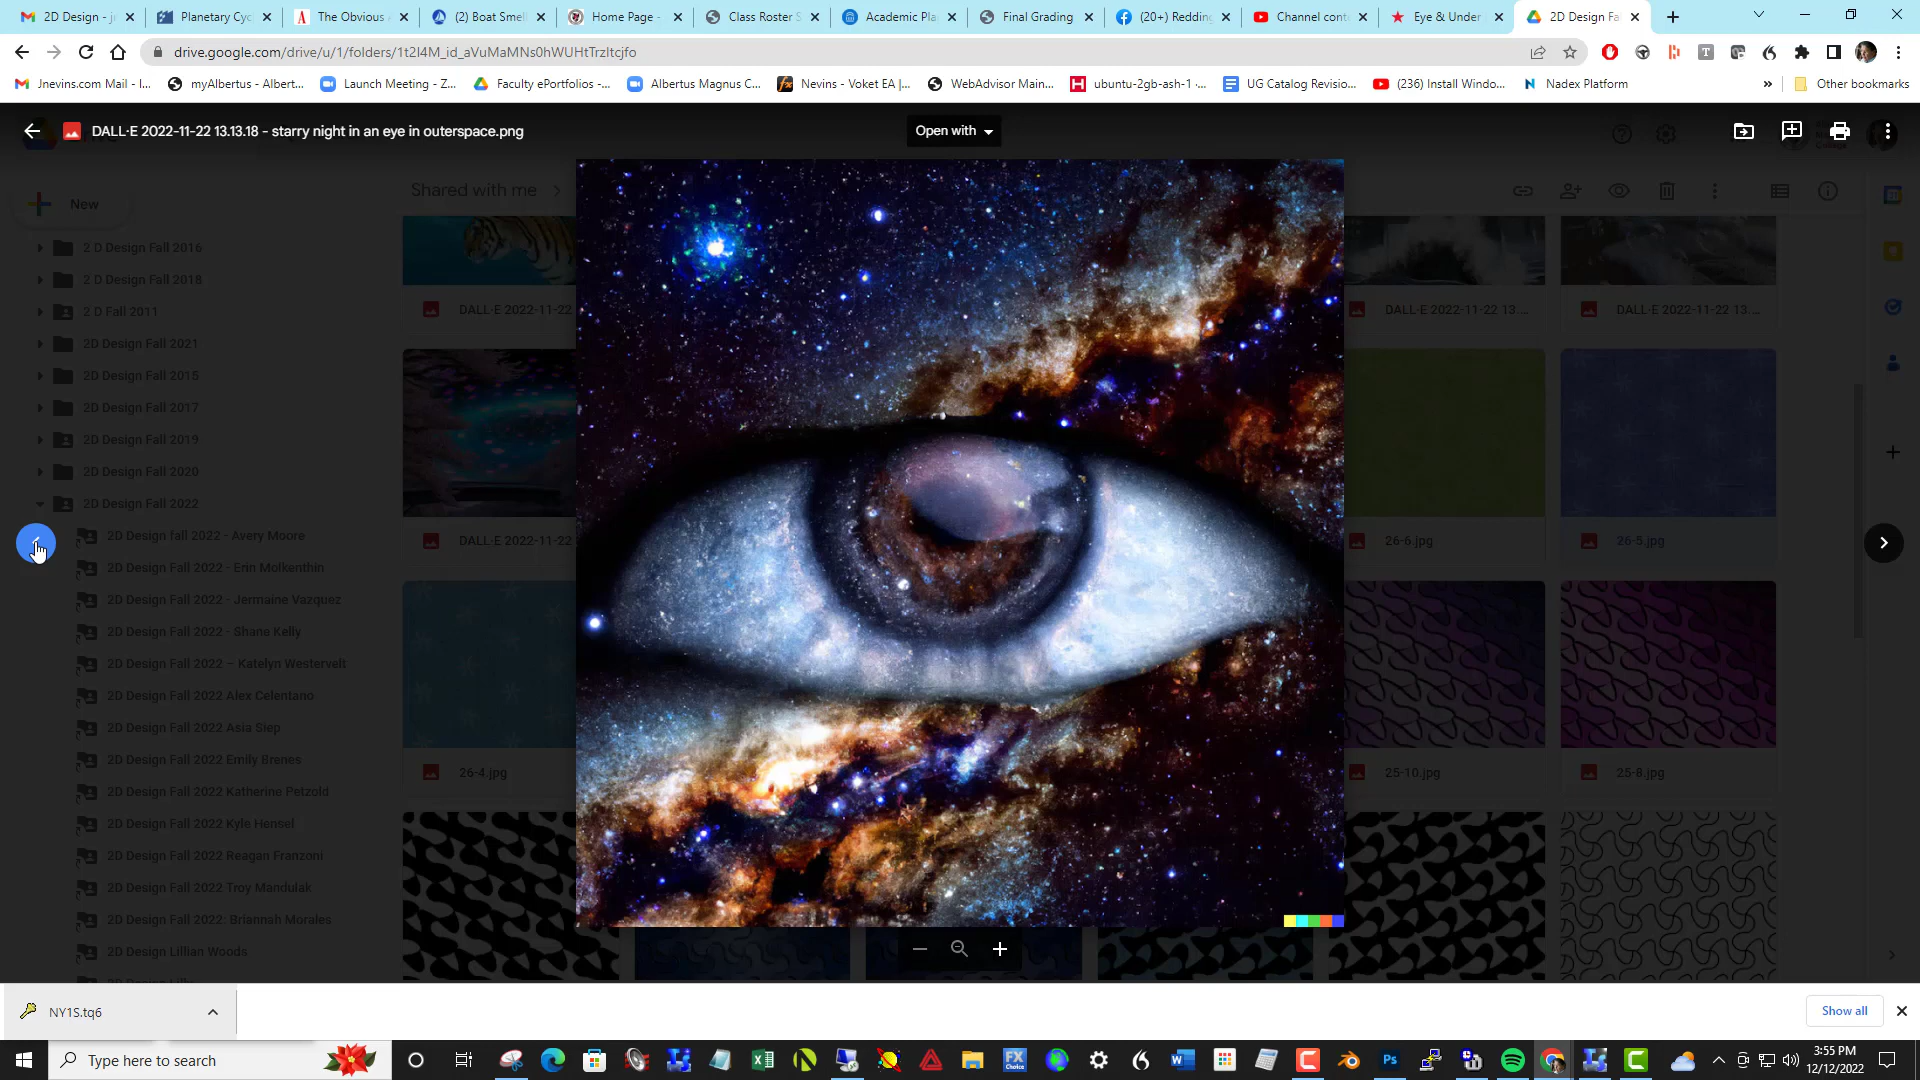 2D Design - j
Planetary Cyc
The Obvious
(2) Boat Smel
Home Page -
Class Roster S
Academic Pla
Final Grading
(20+) Redding
Channel cont
Eye & Under
2D Design Fa
drive.google.com/drive/u/1/folders/1t2I4M_id_aVuMaMNs0hWUHtTrzItcjfo
Jnevins.com Mail - I...
myAlbertus - Albert...
Launch Meeting - Z...
Faculty ePortfolios -...
Albertus Magnus C...
Nevins - Voket EA |...
WebAdvisor Main...
ubuntu-2gb-ash-1 ·...
UG Catalog Revisio...
(236) Install Windo...
Nadex Platform
»
Other bookmarks
DALL·E 2022-11-22 13.13.18 - starry night in an eye in outerspace.png
Open with
New
Shared with me
2 D Design Fall 2016
2 D Design Fall 2018
2 D Fall 2011
2D Design Fall 2021
2D Design Fall 2015
2D Design Fall 2017
2D Design Fall 2019
2D Design Fall 2020
2D Design Fall 2022
2D Design fall 2022 - Avery Moore
2D Design Fall 2022 - Erin Molkenthin
2D Design Fall 2022 - Jermaine Vazquez
2D Design Fall 2022 - Shane Kelly
2D Design Fall 2022 – Katelyn Westervelt
2D Design Fall 2022 Alex Celentano
2D Design Fall 2022 Asia Siep
2D Design Fall 2022 Emily Brenes
2D Design Fall 2022 Katherine Petzold
2D Design Fall 2022 Kyle Hensel
2D Design Fall 2022 Reagan Franzoni
2D Design Fall 2022 Troy Mandulak
2D Design Fall 2022: Briannah Morales
2D Design Lillian Woods
DALL·E 2022-11-22
DALL·E 2022-11-22 13....
DALL·E 2022-11-22 13....
DALL·E 2022-11-22
26-6.jpg
26-5.jpg
26-4.jpg
25-10.jpg
25-8.jpg
NY1S.tq6
Show all
Type here to search
3:55 PM
12/12/2022